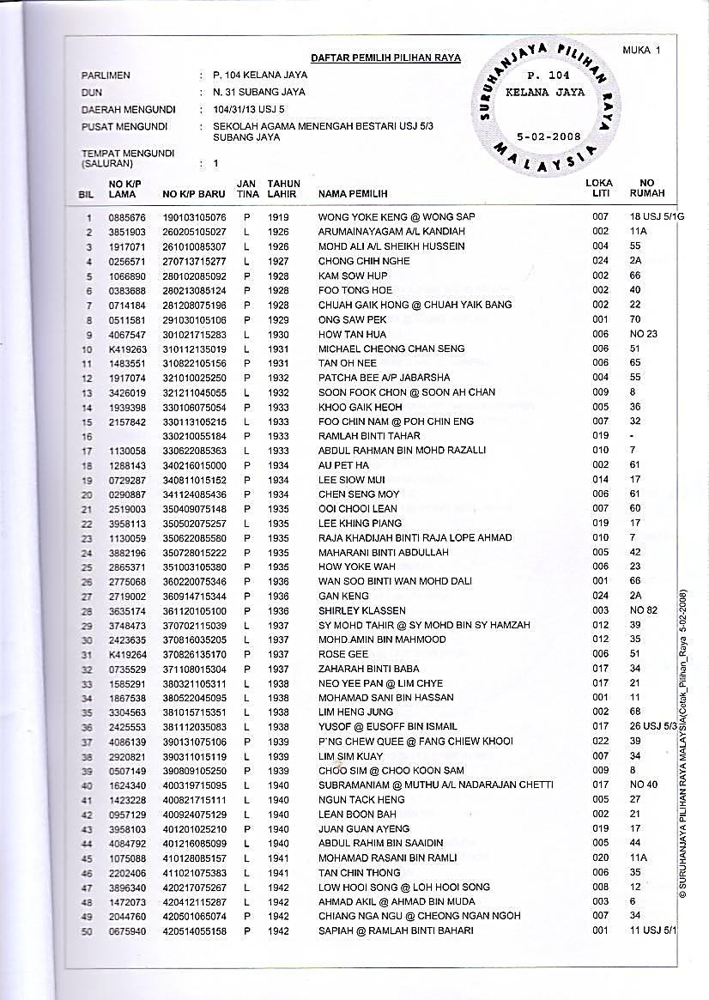 DAFTAR PEMILIH PILIHAN RAYA
MUKA 1
SURUHANJAYA PILIHAN RAYA
MALAYSIA
P. 104
KELANA JAYA
5-02-2008
PARLIMEN : P. 104 KELANA JAYA
DUN : N. 31 SUBANG JAYA
DAERAH MENGUNDI : 104/31/13 USJ 5
PUSAT MENGUNDI : SEKOLAH AGAMA MENENGAH BESTARI USJ 5/3
SUBANG JAYA
TEMPAT MENGUNDI
(SALURAN) : 1
NO K/P JAN TAHUN LOKA NO
BIL LAMA NO K/P BARU TINA LAHIR NAMA PEMILIH LITI RUMAH
1 0885676 190103105076 P 1919 WONG YOKE KENG @ WONG SAP 007 18 USJ 5/1G
2 3851903 260205105027 L 1926 ARUMAINAYAGAM A/L KANDIAH 002 11A
3 1917071 261010085307 L 1926 MOHD ALI A/L SHEIKH HUSSEIN 004 55
4 0256571 270713715277 L 1927 CHONG CHIH NGHE 024 2A
5 1066890 280102085092 P 1928 KAM SOW HUP 002 66
6 0383688 280213085124 P 1928 FOO TONG HOE 002 40
7 0714184 281208075196 P 1928 CHUAH GAIK HONG @ CHUAH YAIK BANG 002 22
8 0511581 291030105106 P 1929 ONG SAW PEK 001 70
9 4067547 301021715283 L 1930 HOW TAN HUA 006 NO 23
10 K419263 310112135019 L 1931 MICHAEL CHEONG CHAN SENG 006 51
11 1483551 310822105156 P 1931 TAN OH NEE 006 65
12 1917074 321010025250 P 1932 PATCHA BEE A/P JABARSHA 004 55
13 3426019 321211045055 L 1932 SOON FOOK CHON @ SOON AH CHAN 009 8
14 1939398 330106075054 P 1933 KHOO GAIK HEOH 005 36
15 2157842 330113105215 L 1933 FOO CHIN NAM @ POH CHIN ENG 007 32
16 330210055184 P 1933 RAMLAH BINTI TAHAR 019 -
17 1130058 330622085363 L 1933 ABDUL RAHMAN BIN MOHD RAZALLI 010 7
18 1288143 340216015000 P 1934 AU PET HA 002 61
19 0729287 340811015152 P 1934 LEE SIOW MUI 014 17
20 0290887 341124085436 P 1934 CHEN SENG MOY 006 61
21 2519003 350409075148 P 1935 OOI CHOOI LEAN 007 60
22 3958113 350502075257 L 1935 LEE KHING PIANG 019 17
23 1130059 350622085580 P 1935 RAJA KHADIJAH BINTI RAJA LOPE AHMAD 010 7
24 3882196 350728015222 P 1935 MAHARANI BINTI ABDULLAH 005 42
25 2865371 351003105380 P 1935 HOW YOKE WAH 006 23
26 2775068 360220075346 P 1936 WAN SOO BINTI WAN MOHD DALI 001 66
27 2719002 360914715344 P 1936 GAN KENG 024 2A
28 3635174 361120105100 P 1936 SHIRLEY KLASSEN 003 NO 82
29 3748473 370702115039 L 1937 SY MOHD TAHIR @ SY MOHD BIN SY HAMZAH 012 39
30 2423635 370816035205 L 1937 MOHD.AMIN BIN MAHMOOD 012 35
31 K419264 370826135170 P 1937 ROSE GEE 006 51
32 0735529 371108015304 P 1937 ZAHARAH BINTI BABA 017 34
33 1585291 380321105311 L 1938 NEO YEE PAN @ LIM CHYE 017 21
34 1867538 380522045095 L 1938 MOHAMAD SANI BIN HASSAN 001 11
35 3304563 381015715351 L 1938 LIM HENG JUNG 002 68
36 2425553 381112035083 L 1938 YUSOF @ EUSOFF BIN ISMAIL 017 26 USJ 5/3
37 4086139 390131075106 P 1939 P'NG CHEW QUEE @ FANG CHIEW KHOOI 022 39
38 2920821 390311015119 L 1939 LIM SIM KUAY 007 34
39 0507149 390809105250 P 1939 CHOO SIM @ CHOO KOON SAM 009 8
40 1624340 400319715095 L 1940 SUBRAMANIAM @ MUTHU A/L NADARAJAN CHETTI 017 NO 40
41 1423228 400821715111 L 1940 NGUN TACK HENG 005 27
42 0957129 400924075129 L 1940 LEAN BOON BAH 002 21
43 3958103 401201025210 P 1940 JUAN GUAN AYENG 019 17
44 4084792 401216085099 L 1940 ABDUL RAHIM BIN SAAIDIN 005 44
45 1075088 410128085157 L 1941 MOHAMAD RASANI BIN RAMLI 020 11A
46 2202406 411021075383 L 1941 TAN CHIN THONG 006 35
47 3896340 420217075267 L 1942 LOW HOOI SONG @ LOH HOOI SONG 008 12
48 1472073 420412115287 L 1942 AHMAD AKIL @ AHMAD BIN MUDA 003 6
49 2044760 420501065074 P 1942 CHIANG NGA NGU @ CHEONG NGAN NGOH 007 34
50 0675940 420514055158 P 1942 SAPIAH @ RAMLAH BINTI BAHARI 001 11 USJ 5/1
© SURUHANJAYA PILIHAN RAYA MALAYSIA(Cetak_Pilihan_Raya 5-02-2008)